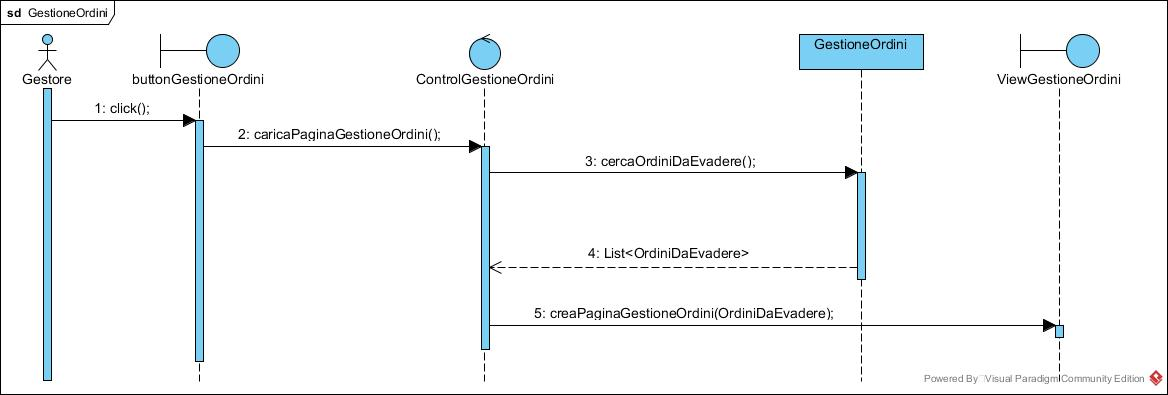 sd GestioneOrdini
GestioneOrdini
Gestore
buttonGestioneOrdini
ControlGestioneOrdini
ViewGestioneOrdini
1: click();
2: caricaPaginaGestioneOrdini();
3: cercaOrdiniDaEvadere();
4: List<OrdiniDaEvadere>
5: creaPaginaGestioneOrdini(OrdiniDaEvadere);
Powered By Visual Paradigm Community Edition